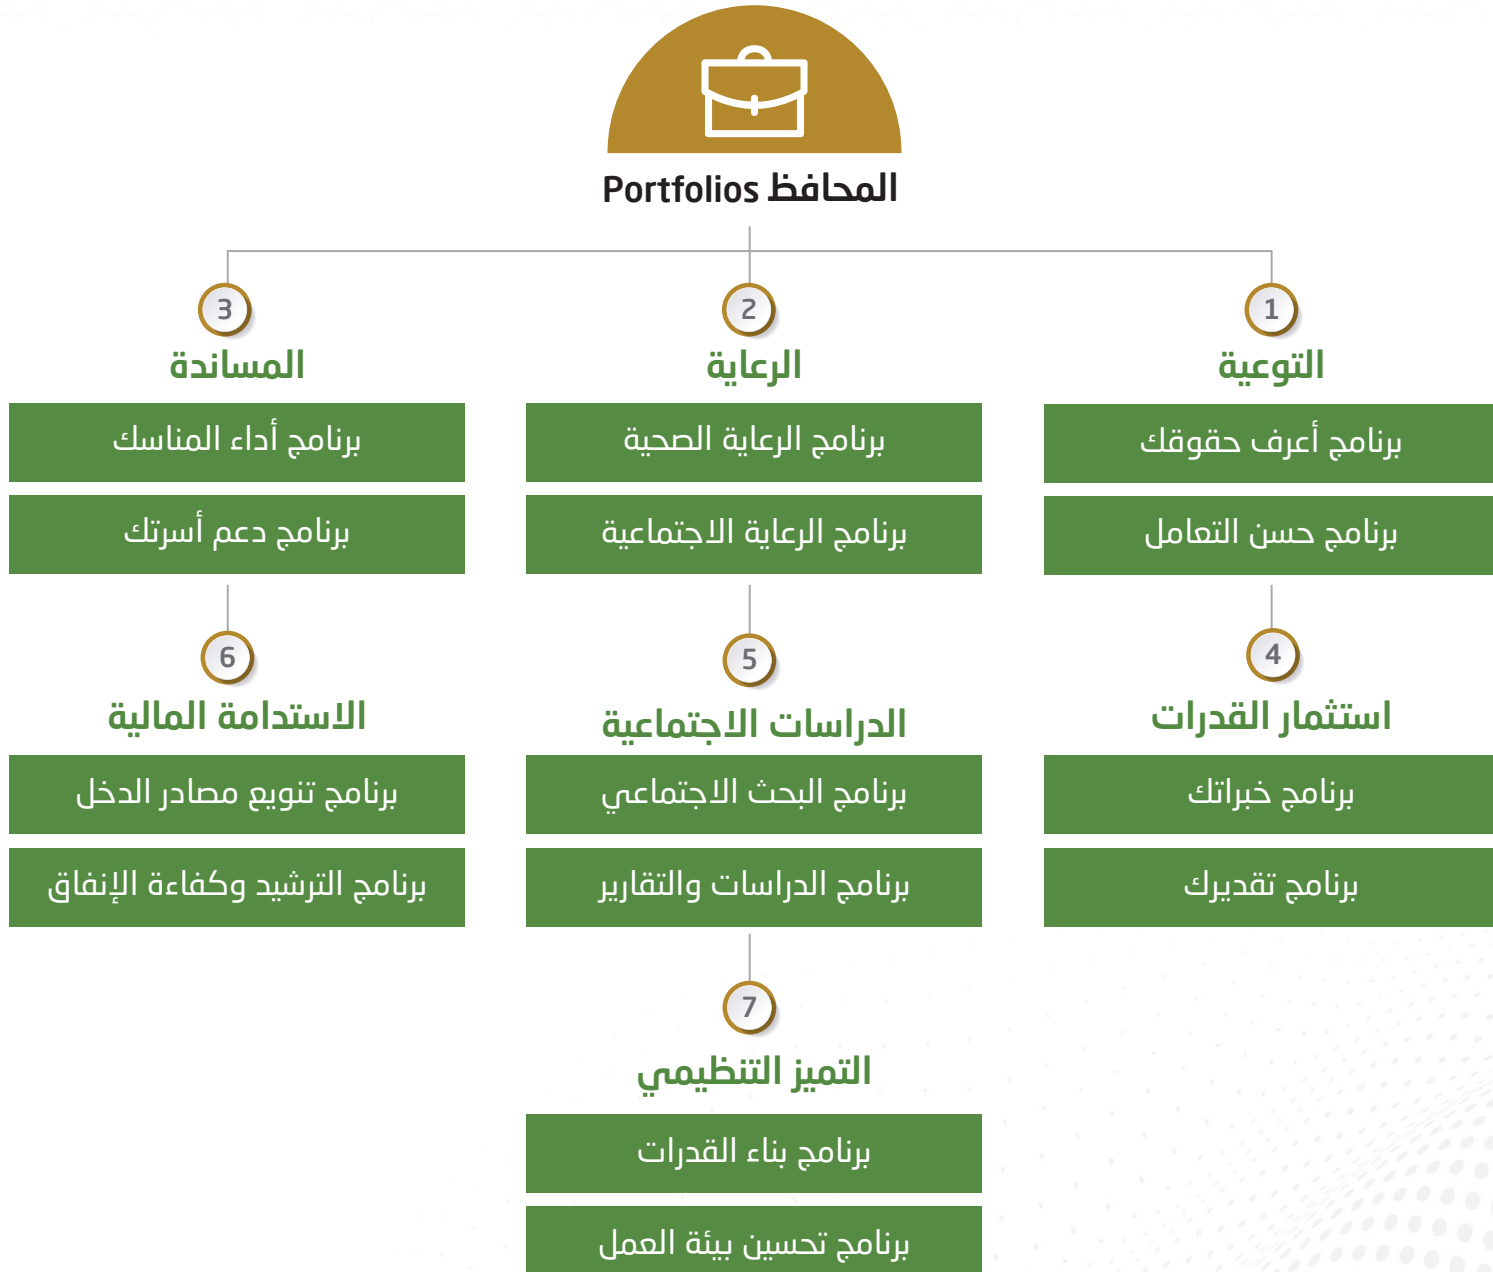 المحافظ Portfolios
1
التوعية
برنامج أعرف حقوقك
برنامج حسن التعامل
2
الرعاية
برنامج الرعاية الصحية
برنامج الرعاية الاجتماعية
3
المساندة
برنامج أداء المناسك
برنامج دعم أسرتك
4
استثمار القدرات
برنامج خبراتك
برنامج تقديرك
5
الدراسات الاجتماعية
برنامج البحث الاجتماعي
برنامج الدراسات والتقارير
6
الاستدامة المالية
برنامج تنويع مصادر الدخل
برنامج الترشيد وكفاءة الإنفاق
7
التميز التنظيمي
برنامج بناء القدرات
برنامج تحسين بيئة العمل